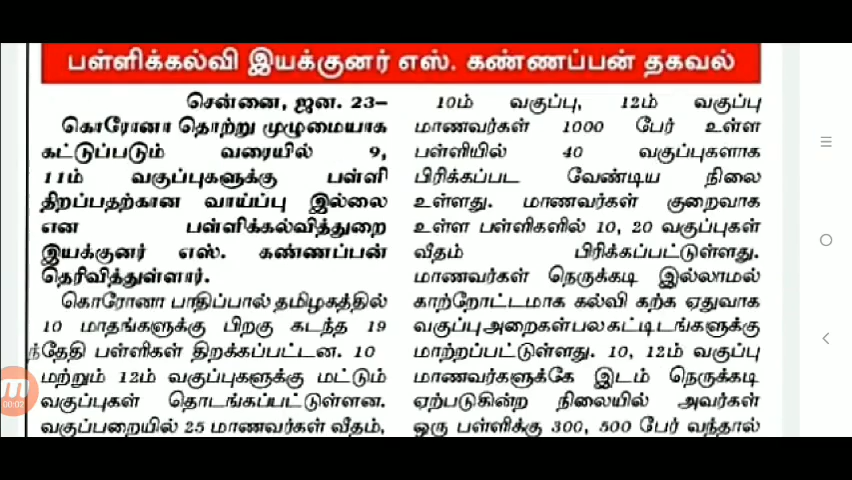 பள்ளிக்கல்வி இயக்குனர் எஸ். கண்ணப்பன் தகவல்
சென்னை, ஜன. 23–
கொரோனா தொற்று முழுமையாக
கட்டுப்படும் வரையில் 9,
11ம் வகுப்புகளுக்கு பள்ளி
திறப்பதற்கான வாய்ப்பு இல்லை
என பள்ளிக்கல்வித்துறை
இயக்குனர் எஸ். கண்ணப்பன்
தெரிவித்துள்ளார்.
கொரோனா பாதிப்பால் தமிழகத்தில்
10 மாதங்களுக்கு பிறகு கடந்த 19
ந்தேதி பள்ளிகள் திறக்கப்பட்டன. 10
மற்றும் 12ம் வகுப்புகளுக்கு மட்டும்
வகுப்புகள் தொடங்கப்பட்டுள்ளன.
வகுப்பறையில் 25 மாணவர்கள் வீதம்,
10ம் வகுப்பு, 12ம் வகுப்பு
மாணவர்கள் 1000 பேர் உள்ள
பள்ளியில் 40 வகுப்புகளாக
பிரிக்கப்பட வேண்டிய நிலை
உள்ளது. மாணவர்கள் குறைவாக
உள்ள பள்ளிகளில் 10, 20 வகுப்புகள்
வீதம் பிரிக்கப்பட்டுள்ளது.
மாணவர்கள் நெருக்கடி இல்லாமல்
காற்றோட்டமாக கல்வி கற்க ஏதுவாக
வகுப்பு அறைகள் பல கட்டிடங்களுக்கு
மாற்றப்பட்டுள்ளது. 10, 12ம் வகுப்பு
மாணவர்களுக்கே இடம் நெருக்கடி
ஏற்படுகின்ற நிலையில் அவர்கள்
ஒரு பள்ளிக்கு 300, 500 பேர் வந்தால்
00:02